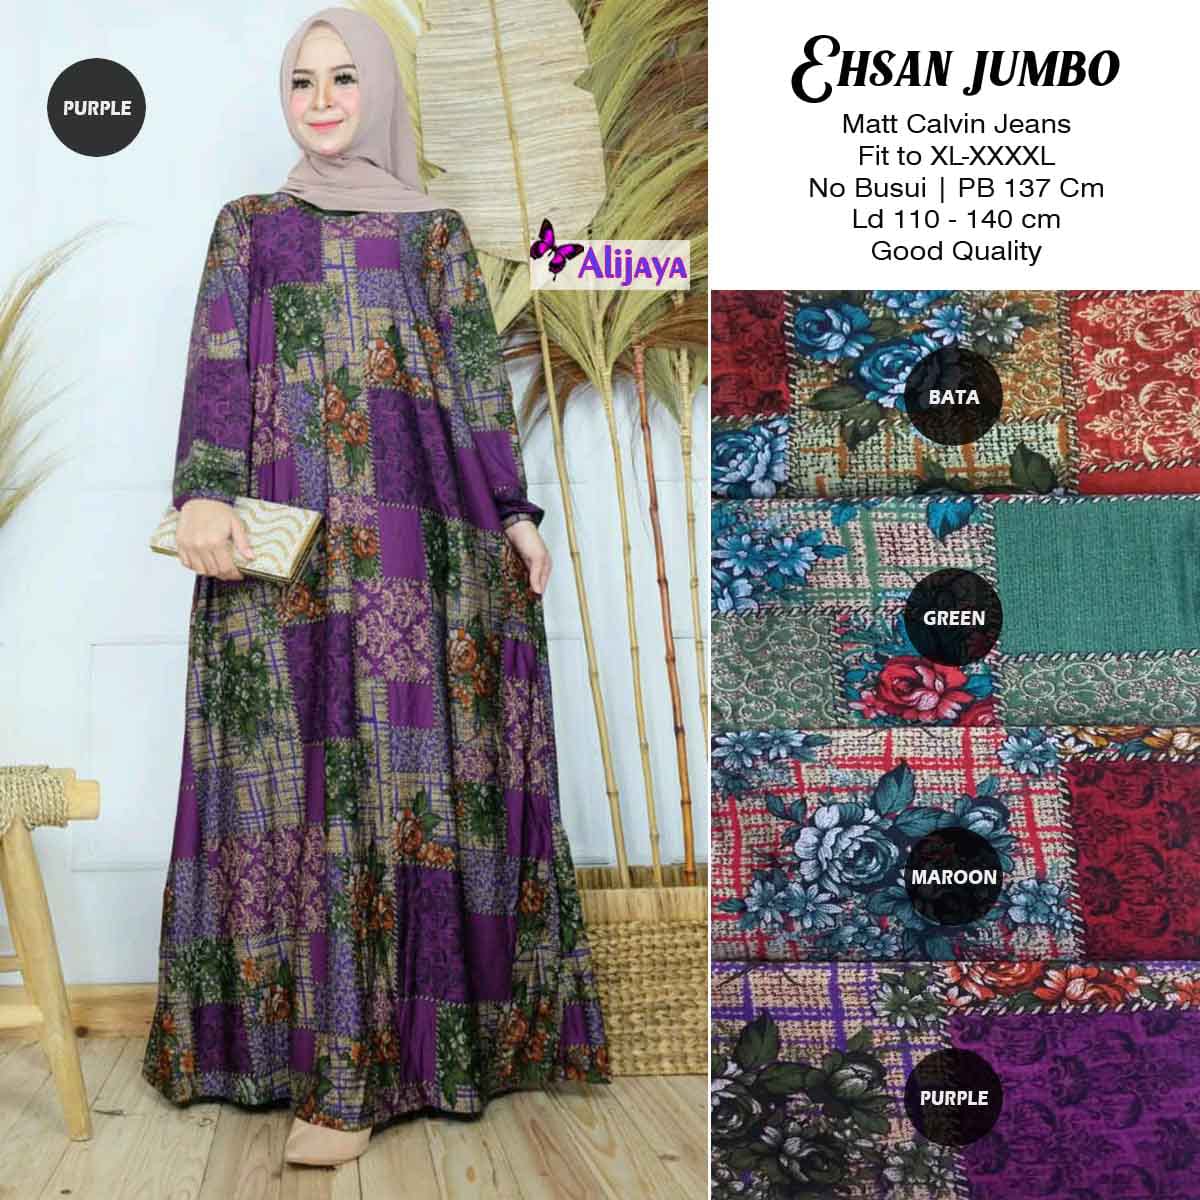 PURPLE
EHSAN JUMBO
Matt Calvin Jeans
Fit to XL-XXXXL
No Busui | PB 137 Cm
Ld 110 - 140 cm
Good Quality
Alijaya
BATA
GREEN
MAROON
PURPLE